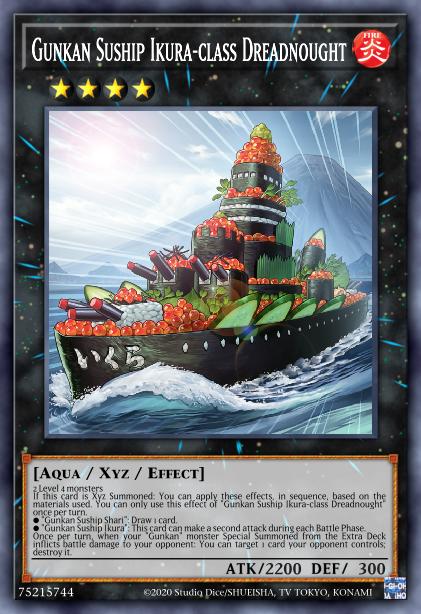 GUNKAN SUSHIP IKURA-CLASS DREADNOUGHT
FIRE
炎
いくら
[AQUA / XYZ / EFFECT]
2 Level 4 monsters
If this card is Xyz Summoned: You can apply these effects, in sequence, based on the
materials used. You can only use this effect of "Gunkan Suship Ikura-class Dreadnought"
once per turn.
● "Gunkan Suship Shari": Draw 1 card.
● "Gunkan Suship Ikura": This card can make a second attack during each Battle Phase.
Once per turn, when your "Gunkan" monster Special Summoned from the Extra Deck
inflicts battle damage to your opponent: You can target 1 card your opponent controls;
destroy it.
ATK/2200 DEF/ 300
75215744
©2020 Studio Dice/SHUEISHA, TV TOKYO, KONAMI